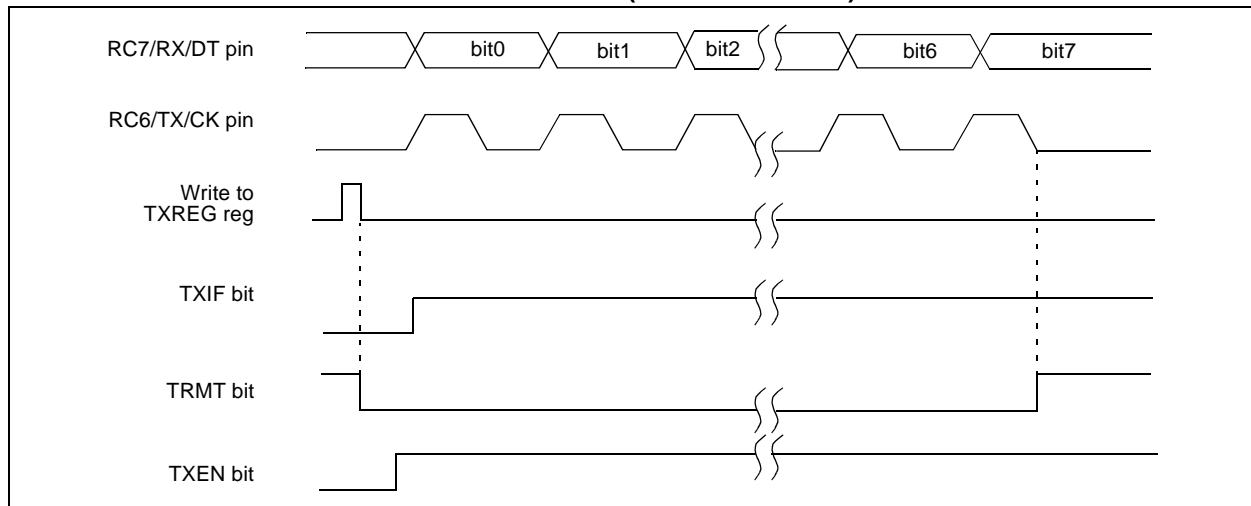 RC7/RX/DT pin
bit0 bit1 bit2 bit6 bit7
RC6/TX/CK pin
Write to
TXREG reg
TXIF bit
TRMT bit
TXEN bit